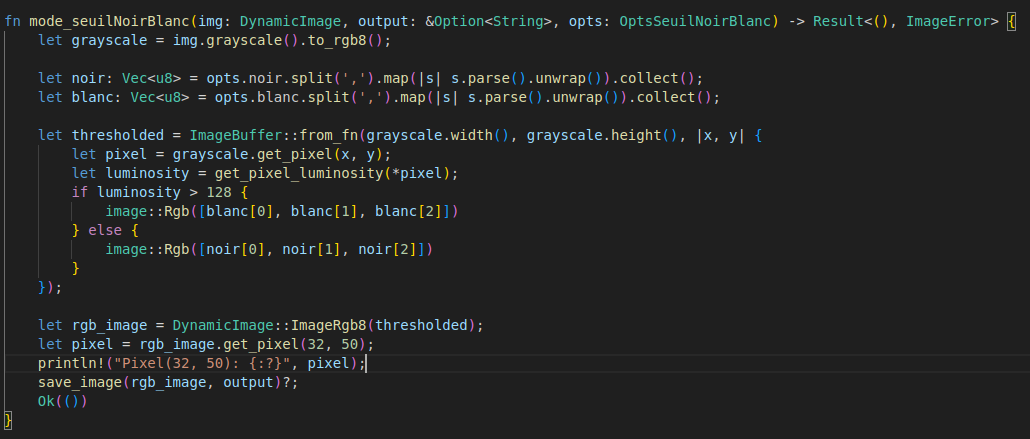 fn mode_seuilNoirBlanc(img: DynamicImage, output: &Option<String>, opts: OptsSeuilNoirBlanc) -> Result<(), ImageError> {
    let grayscale = img.grayscale().to_rgb8();

    let noir: Vec<u8> = opts.noir.split(',').map(|s| s.parse().unwrap()).collect();
    let blanc: Vec<u8> = opts.blanc.split(',').map(|s| s.parse().unwrap()).collect();

    let thresholded = ImageBuffer::from_fn(grayscale.width(), grayscale.height(), |x, y| {
        let pixel = grayscale.get_pixel(x, y);
        let luminosity = get_pixel_luminosity(*pixel);
        if luminosity > 128 {
            image::Rgb([blanc[0], blanc[1], blanc[2]])
        } else {
            image::Rgb([noir[0], noir[1], noir[2]])
        }
    });

    let rgb_image = DynamicImage::ImageRgb8(thresholded);
    let pixel = rgb_image.get_pixel(32, 50);
    println!("Pixel(32, 50): {:?}", pixel);
    save_image(rgb_image, output)?;
    Ok(())
}